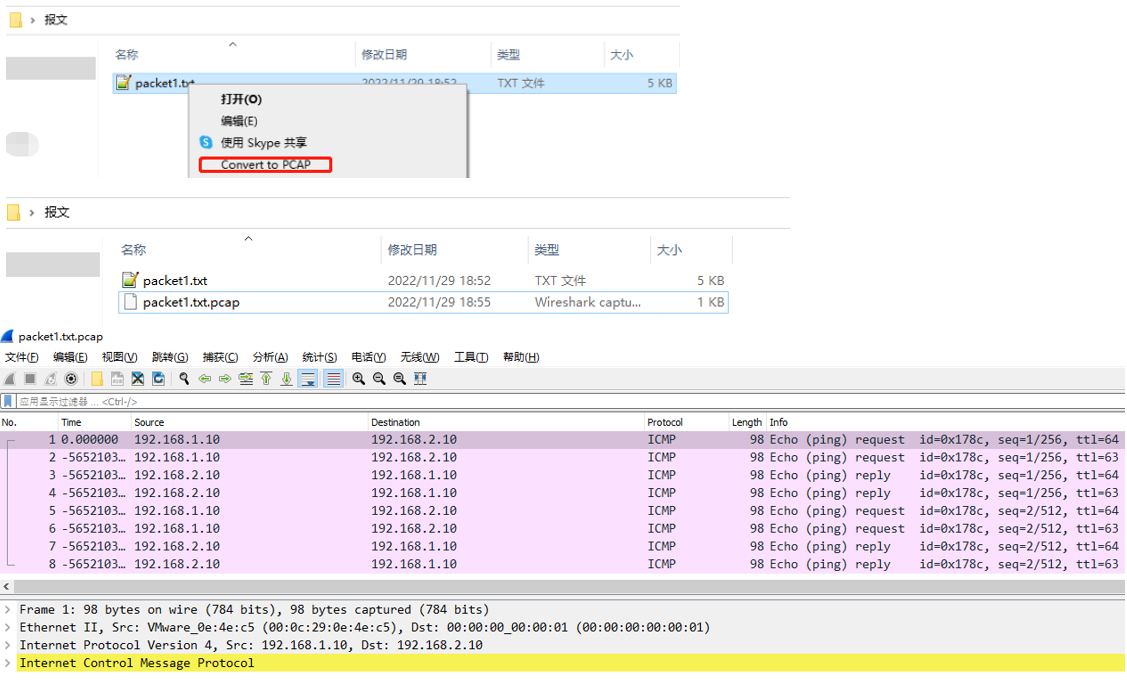 报文
名称 修改日期 类型 大小
packet1.txt 2022/11/29 18:52 TXT 文件 5 KB
打开(O)
编辑(E)
使用 Skype 共享
Convert to PCAP
报文
名称 修改日期 类型 大小
packet1.txt 2022/11/29 18:52 TXT 文件 5 KB
packet1.txt.pcap 2022/11/29 18:55 Wireshark captu... 1 KB
packet1.txt.pcap
文件(F) 编辑(E) 视图(V) 跳转(G) 捕获(C) 分析(A) 统计(S) 电话(Y) 无线(W) 工具(T) 帮助(H)
应用显示过滤器 … <Ctrl-/>
No. Time Source Destination Protocol Length Info
1 0.000000 192.168.1.10 192.168.2.10 ICMP 98 Echo (ping) request id=0x178c, seq=1/256, ttl=64
2 -5652103… 192.168.1.10 192.168.2.10 ICMP 98 Echo (ping) request id=0x178c, seq=1/256, ttl=63
3 -5652103… 192.168.2.10 192.168.1.10 ICMP 98 Echo (ping) reply id=0x178c, seq=1/256, ttl=64
4 -5652103… 192.168.2.10 192.168.1.10 ICMP 98 Echo (ping) reply id=0x178c, seq=1/256, ttl=63
5 -5652103… 192.168.1.10 192.168.2.10 ICMP 98 Echo (ping) request id=0x178c, seq=2/512, ttl=64
6 -5652103… 192.168.1.10 192.168.2.10 ICMP 98 Echo (ping) request id=0x178c, seq=2/512, ttl=63
7 -5652103… 192.168.2.10 192.168.1.10 ICMP 98 Echo (ping) reply id=0x178c, seq=2/512, ttl=64
8 -5652103… 192.168.2.10 192.168.1.10 ICMP 98 Echo (ping) reply id=0x178c, seq=2/512, ttl=63
Frame 1: 98 bytes on wire (784 bits), 98 bytes captured (784 bits)
Ethernet II, Src: VMware_0e:4e:c5 (00:0c:29:0e:4e:c5), Dst: 00:00:00_00:00:01 (00:00:00:00:00:01)
Internet Protocol Version 4, Src: 192.168.1.10, Dst: 192.168.2.10
Internet Control Message Protocol